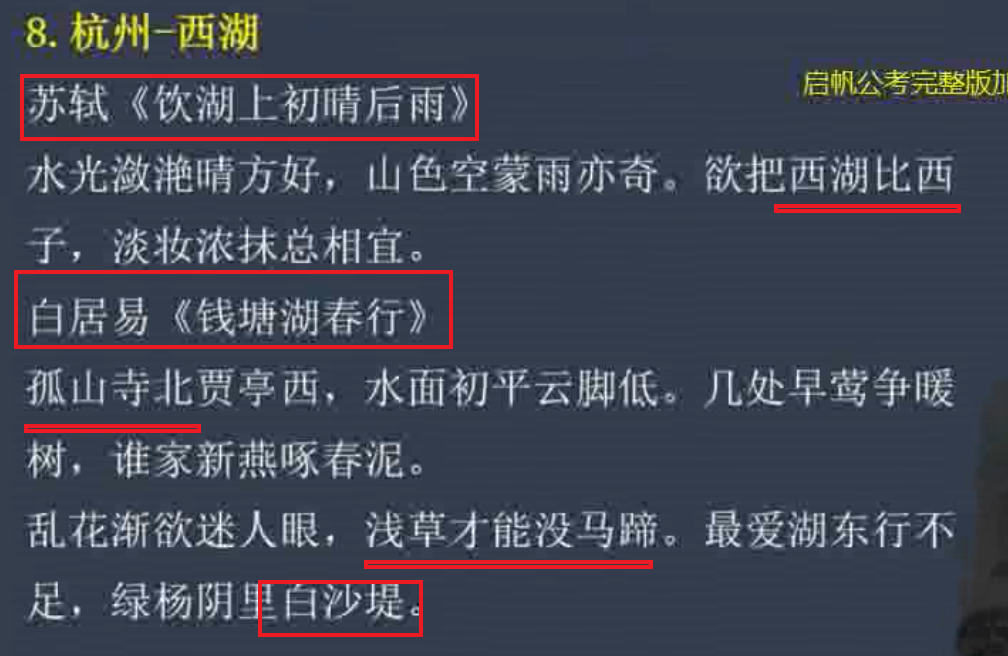 8. 杭州-西湖
苏轼《饮湖上初晴后雨》
启帆公考完整版加
水光潋滟晴方好，山色空蒙雨亦奇。欲把西湖比西
子，淡妆浓抹总相宜。
白居易《钱塘湖春行》
孤山寺北贾亭西，水面初平云脚低。几处早莺争暖
树，谁家新燕啄春泥。
乱花渐欲迷人眼，浅草才能没马蹄。最爱湖东行不
足，绿杨阴里白沙堤。